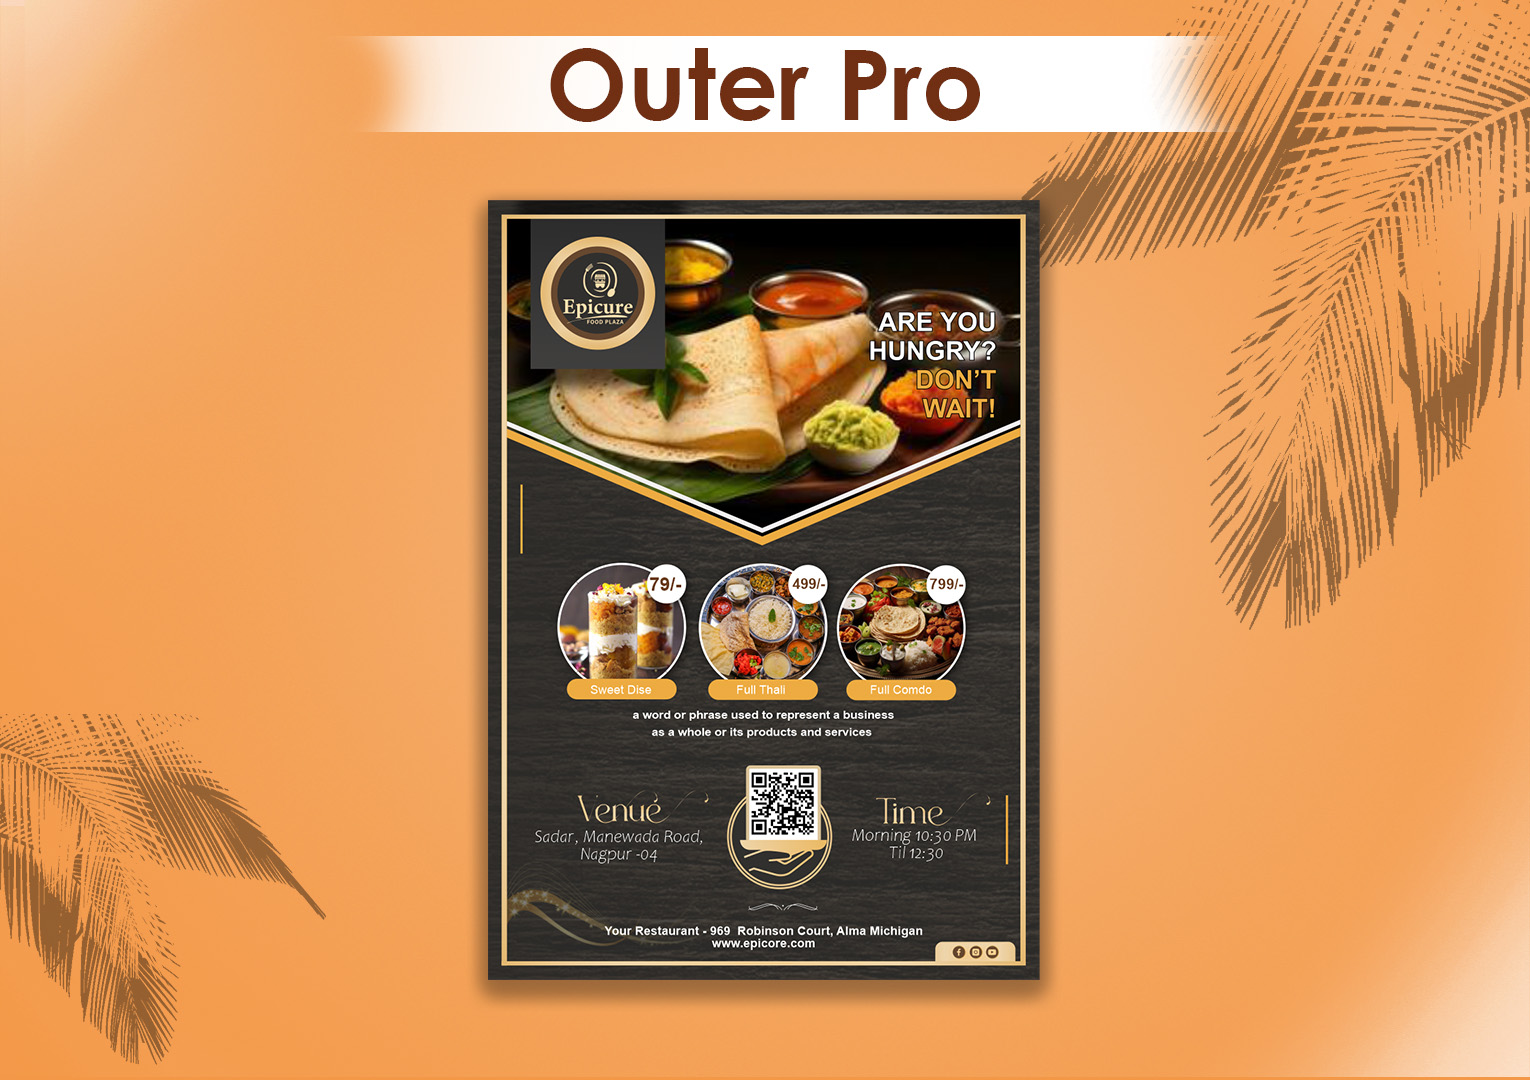 Outer Pro
Epicure
FOOD PLAZA
ARE YOU
HUNGRY?
DON'T
WAIT!
79/-
499/-
799/-
Sweet Dise
Full Thali
Full Comdo
a word or phrase used to represent a business
as a whole or its products and services
Venue
Sadar, Manewada Road,
Nagpur -04
Time
Morning 10:30 PM
Til 12:30
Your Restaurant - 969 Robinson Court, Alma Michigan
www.epicore.com